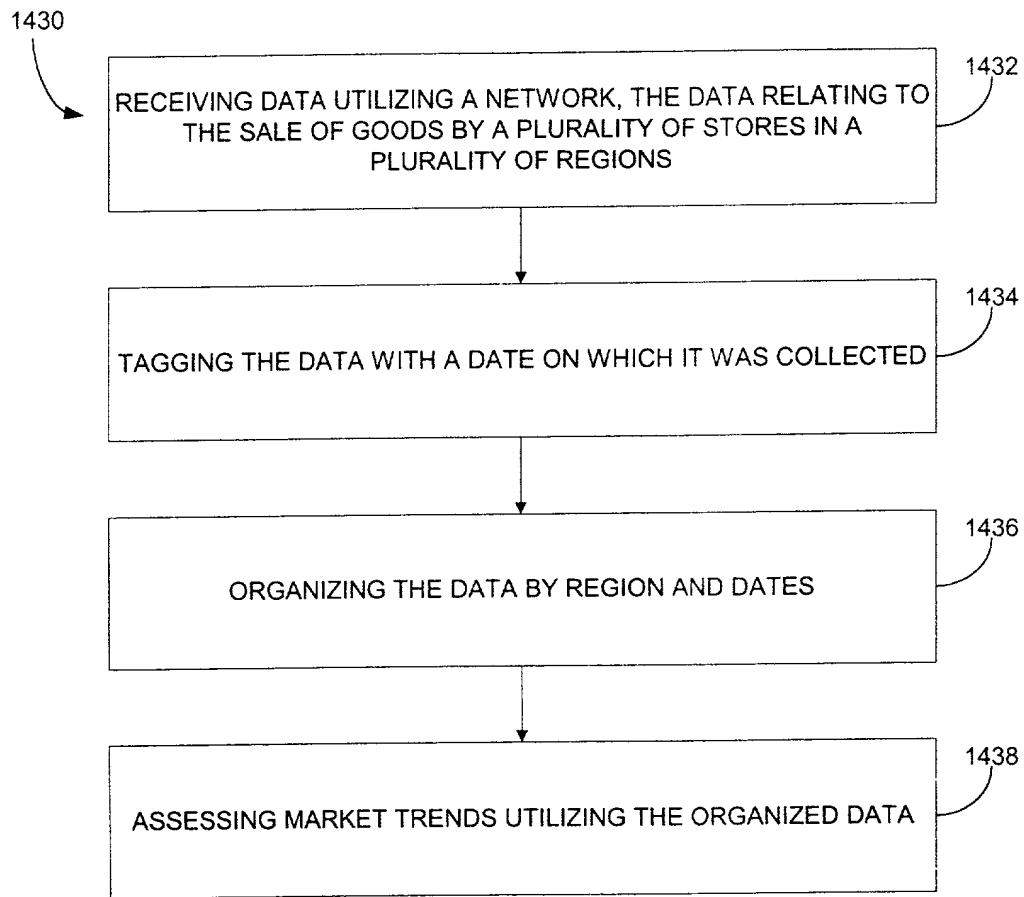 1430
1432
RECEIVING DATA UTILIZING A NETWORK, THE DATA RELATING TO
THE SALE OF GOODS BY A PLURALITY OF STORES IN A
PLURALITY OF REGIONS
1434
TAGGING THE DATA WITH A DATE ON WHICH IT WAS COLLECTED
1436
ORGANIZING THE DATA BY REGION AND DATES
1438
ASSESSING MARKET TRENDS UTILIZING THE ORGANIZED DATA